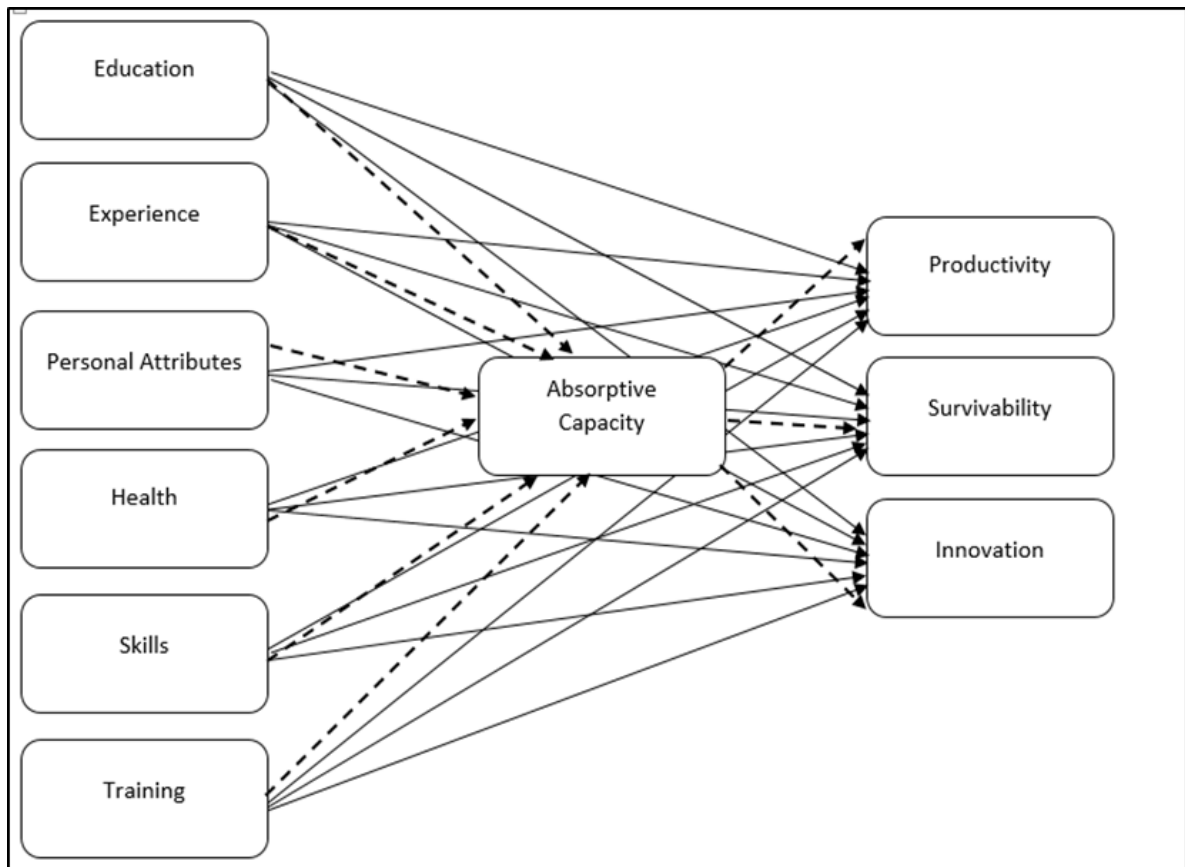 Education
Experience
Personal Attributes
Health
Skills
Training
Absorptive
Capacity
Productivity
Survivability
Innovation